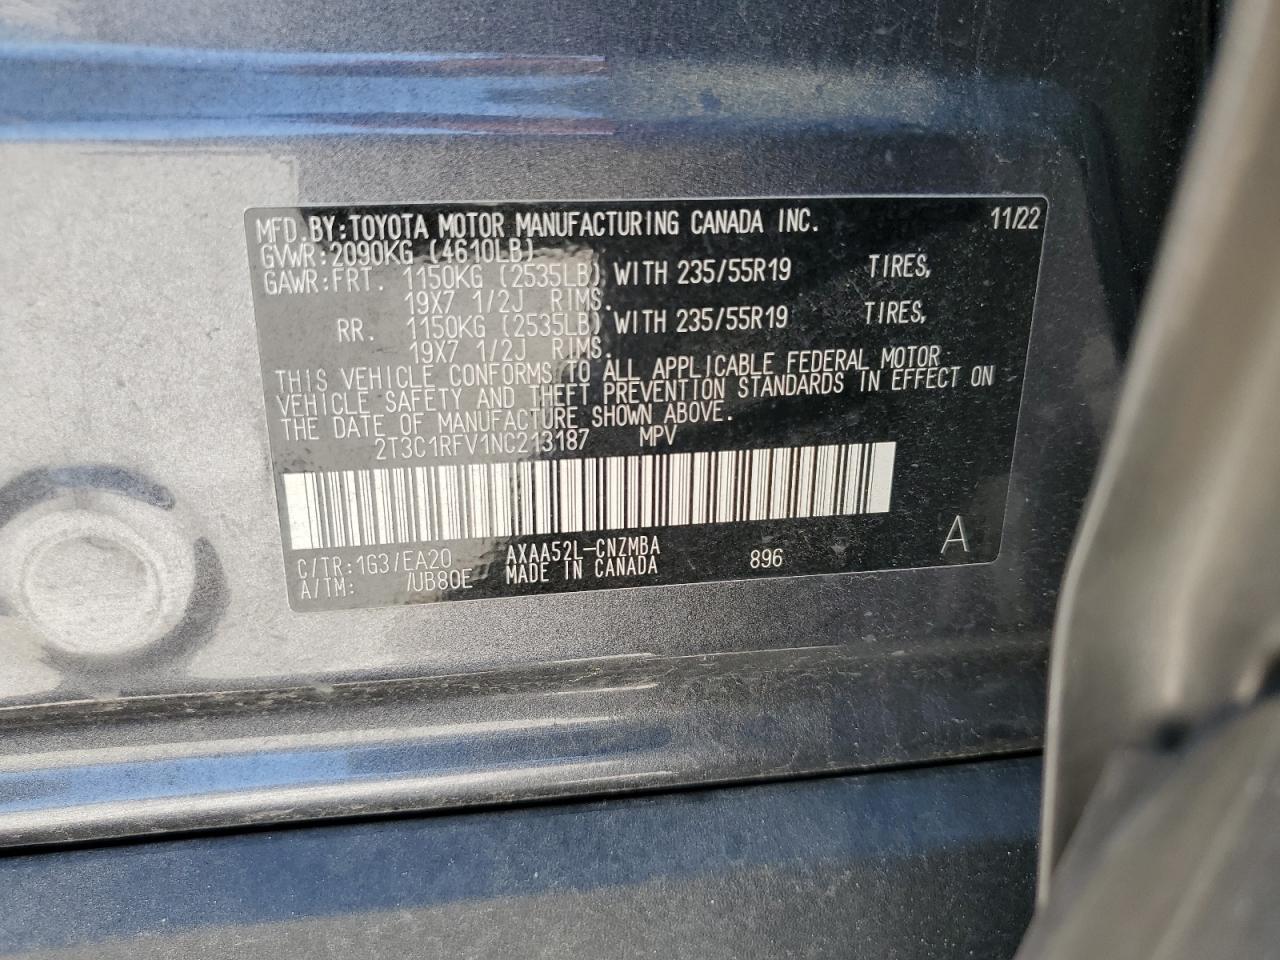 MFD.BY:TOYOTA MOTOR MANUFACTURING CANADA INC. 11/22
GVWR:2090KG (4610LB)
GAWR:FRT. 1150KG (2535LB) WITH 235/55R19 TIRES,
19X7 1/2J RIMS.
RR. 1150KG (2535LB) WITH 235/55R19 TIRES,
19X7 1/2J RIMS.
THIS VEHICLE CONFORMS TO ALL APPLICABLE FEDERAL MOTOR
VEHICLE SAFETY AND THEFT PREVENTION STANDARDS IN EFFECT ON
THE DATE OF MANUFACTURE SHOWN ABOVE.
2T3C1RFV1NC213187 MPV
C/TR:1G3/EA20 AXAA52L-CNZMBA 896 A
A/TM: /UB80E MADE IN CANADA